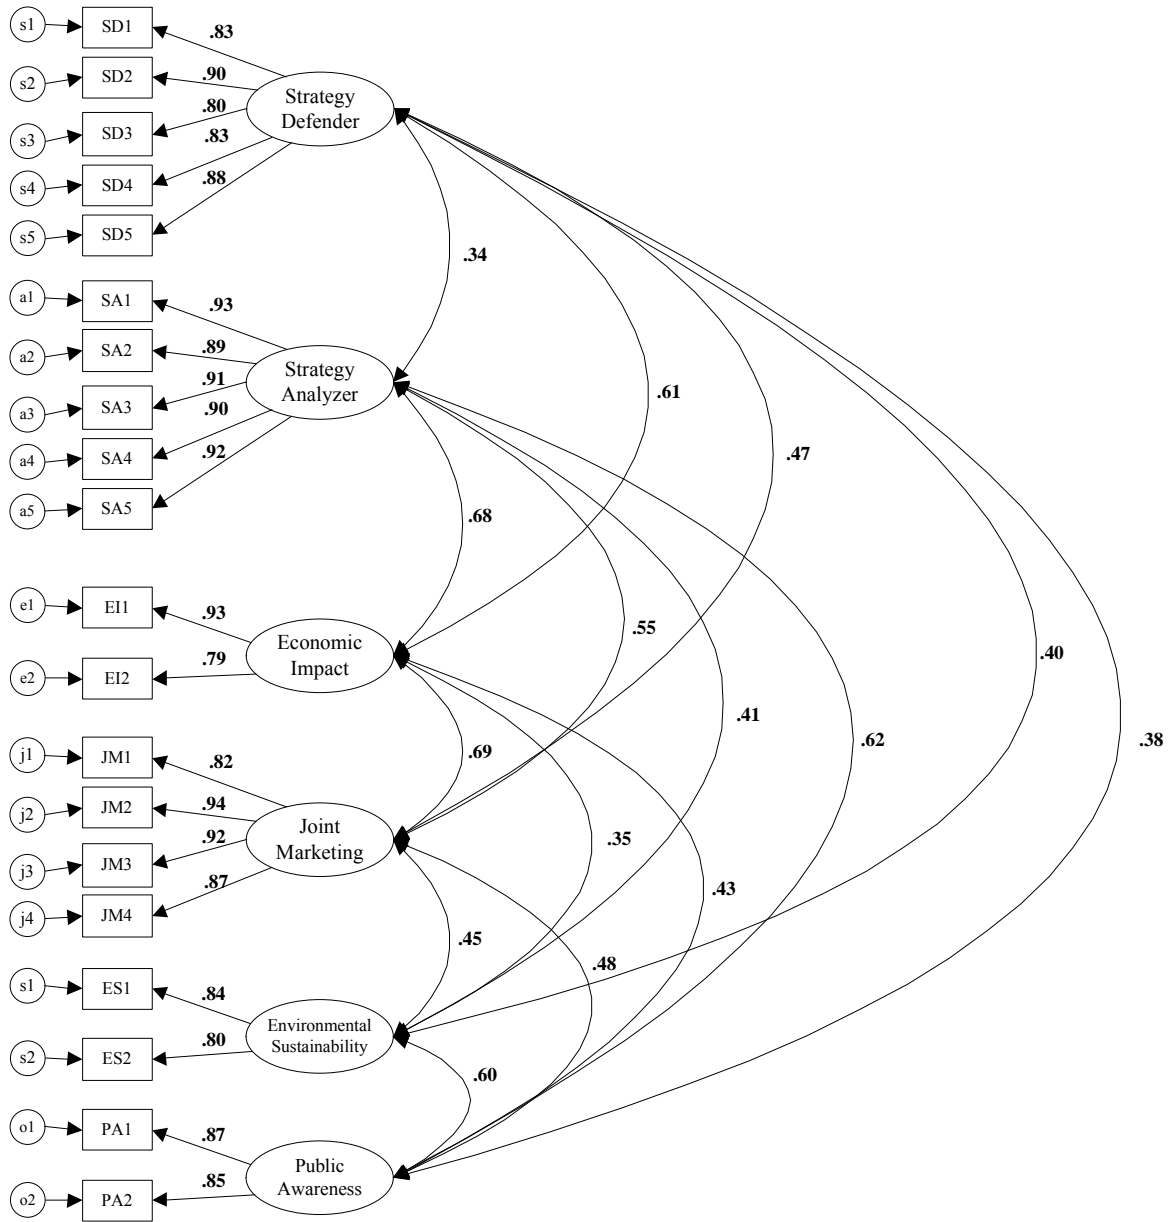 s1 SD1 .83
s2 SD2 .90
s3 SD3 .80
s4 SD4 .83
s5 SD5 .88
Strategy
Defender
.34
a1 SA1 .93
a2 SA2 .89
a3 SA3 .91
a4 SA4 .90
a5 SA5 .92
Strategy
Analyzer
.61
.47
.68
e1 EI1 .93
e2 EI2 .79
Economic
Impact
.55
.40
.41
.62
.38
.69
j1 JM1 .82
j2 JM2 .94
j3 JM3 .92
j4 JM4 .87
Joint
Marketing
.35
.43
.45
.48
s1 ES1 .84
s2 ES2 .80
Environmental
Sustainability
.60
o1 PA1 .87
o2 PA2 .85
Public
Awareness